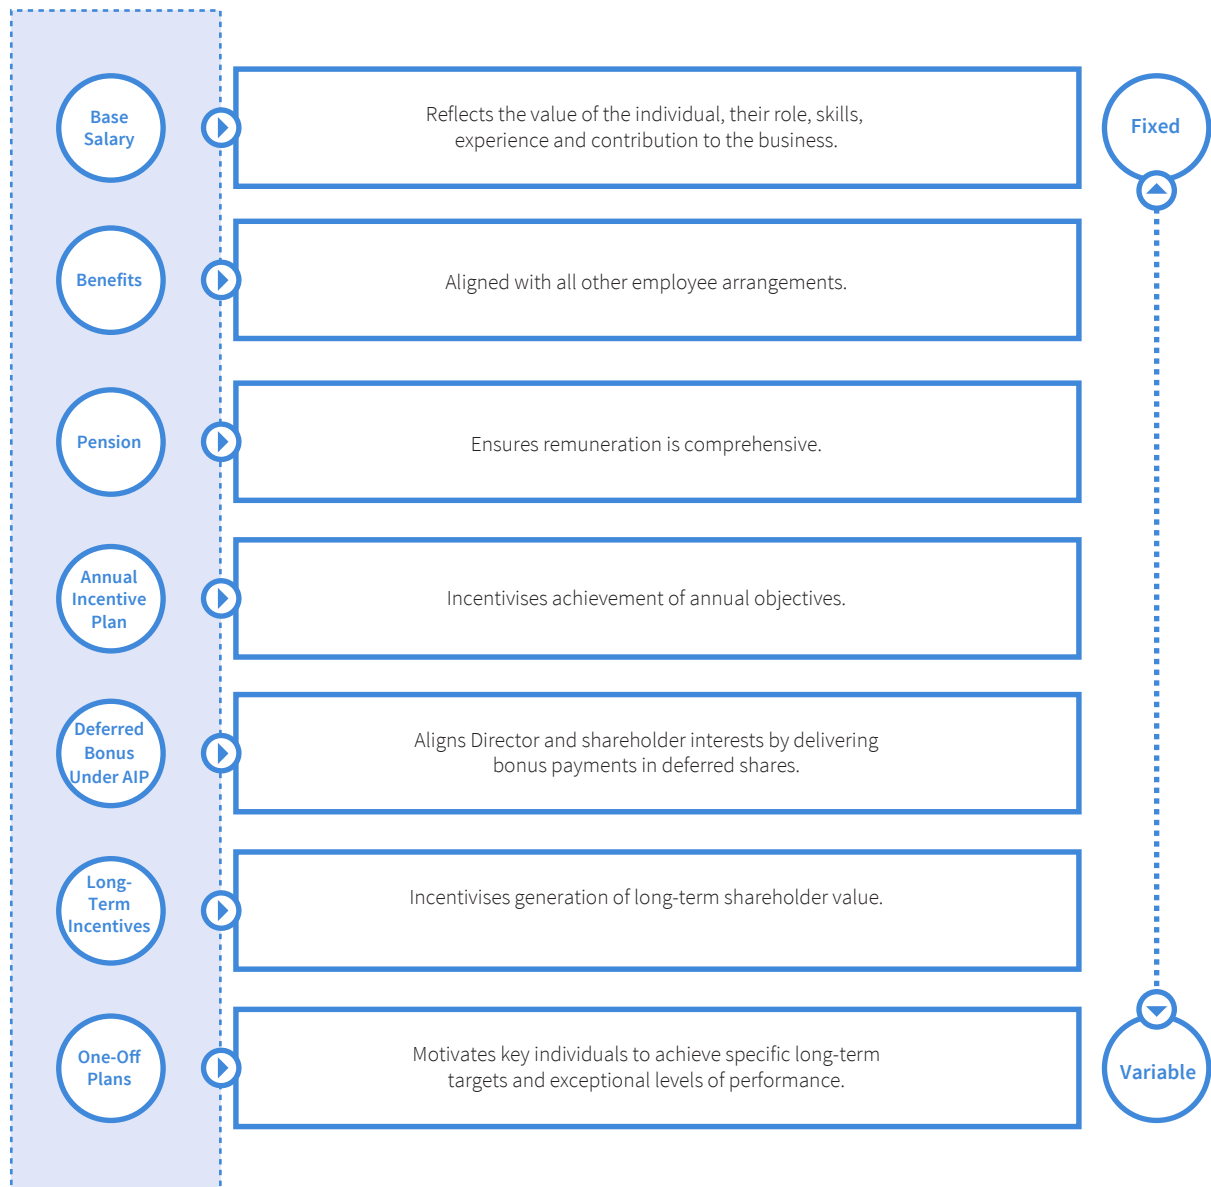 Base
Salary
Reflects the value of the individual, their role, skills,
experience and contribution to the business.
Fixed
Benefits
Aligned with all other employee arrangements.
Pension
Ensures remuneration is comprehensive.
Annual
Incentive
Plan
Incentivises achievement of annual objectives.
Deferred
Bonus
Under AIP
Aligns Director and shareholder interests by delivering
bonus payments in deferred shares.
Long-
Term
Incentives
Incentivises generation of long-term shareholder value.
One-Off
Plans
Motivates key individuals to achieve specific long-term
targets and exceptional levels of performance.
Variable